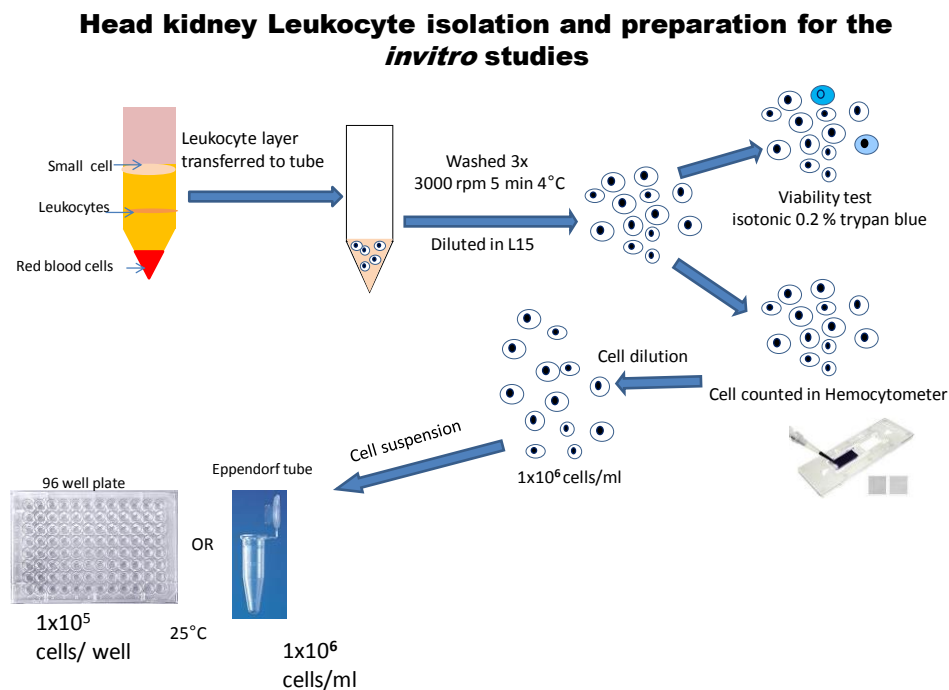 Head kidney Leukocyte isolation and preparation for the
invitro studies
Small cell
Leukocytes
Red blood cells
Leukocyte layer
transferred to tube
Washed 3x
3000 rpm 5 min 4°C
Diluted in L15
Viability test
isotonic 0.2 % trypan blue
Cell counted in Hemocytometer
Cell dilution
1x10⁶ cells/ml
Cell suspension
Eppendorf tube
96 well plate
OR
1x10⁵
cells/ well
25°C
1x10⁶
cells/ml